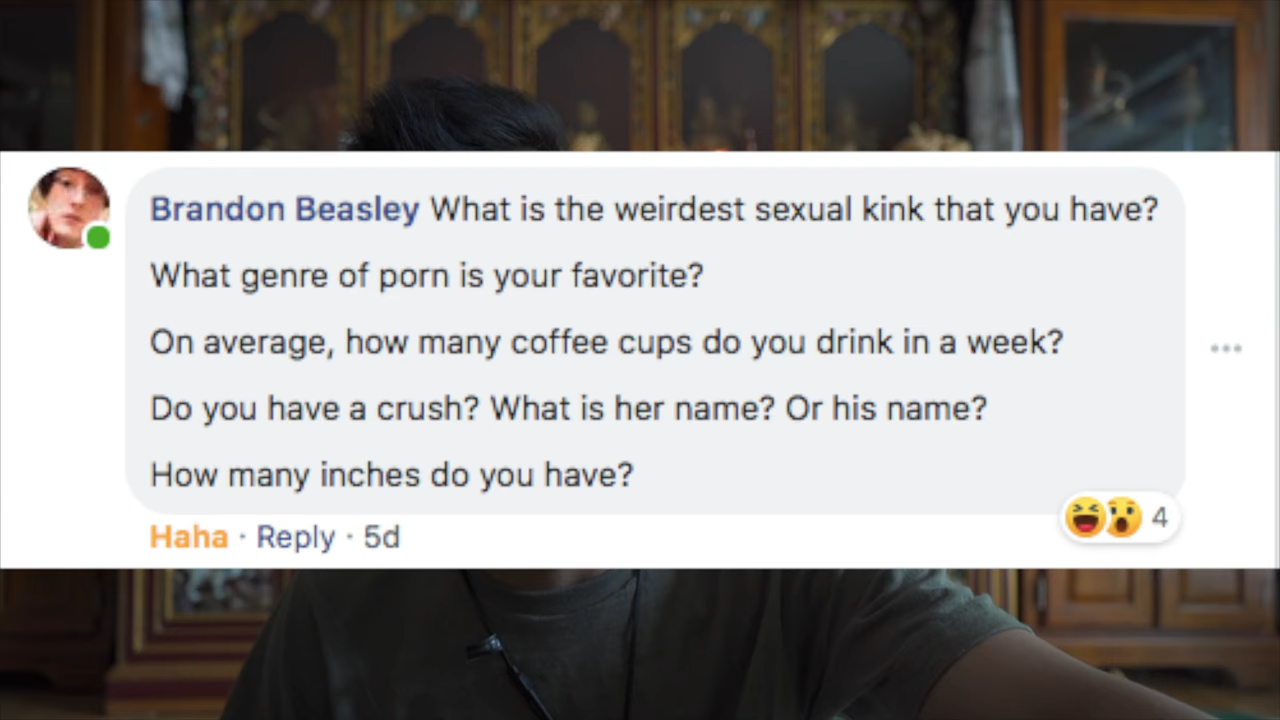 Brandon Beasley What is the weirdest sexual kink that you have?
What genre of porn is your favorite?
On average, how many coffee cups do you drink in a week?
Do you have a crush? What is her name? Or his name?
How many inches do you have?
Haha · Reply · 5d
4